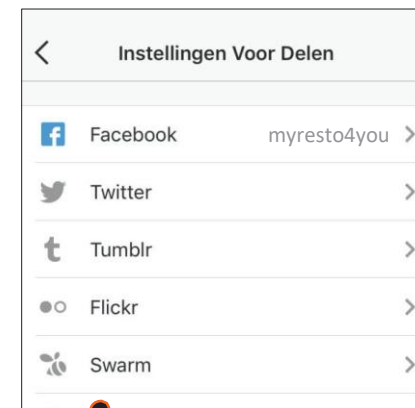 Instellingen Voor Delen
Facebook myresto4you
Twitter
Tumblr
Flickr
Swarm